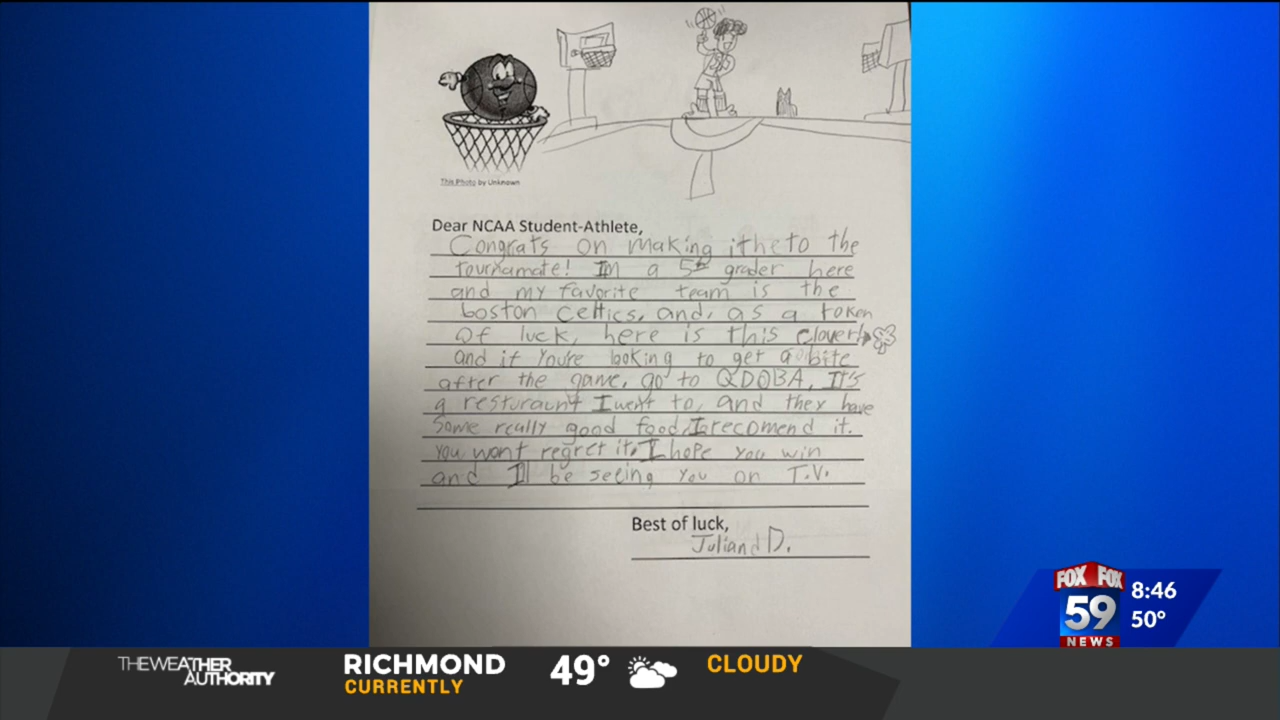 This Photo by Unknown
Dear NCAA Student-Athlete,
Congrats on making ithe to the
tournamate! Im a 5th grader here
and my favorite team is the
boston celtics, and, as a token
of luck, here is this clover!
and if you're looking to get a bite
after the game, go to QDOBA, It's
a resturaunt I went to, and they have
some really good food, I recomend it.
you wont regret it, I hope you win
and I'll be seeing you on T.V.
Best of luck,
Juliand D.
FOX FOX
59
NEWS
8:46
50°
THE WEATHER
AUTHORITY
RICHMOND
CURRENTLY
49°
CLOUDY